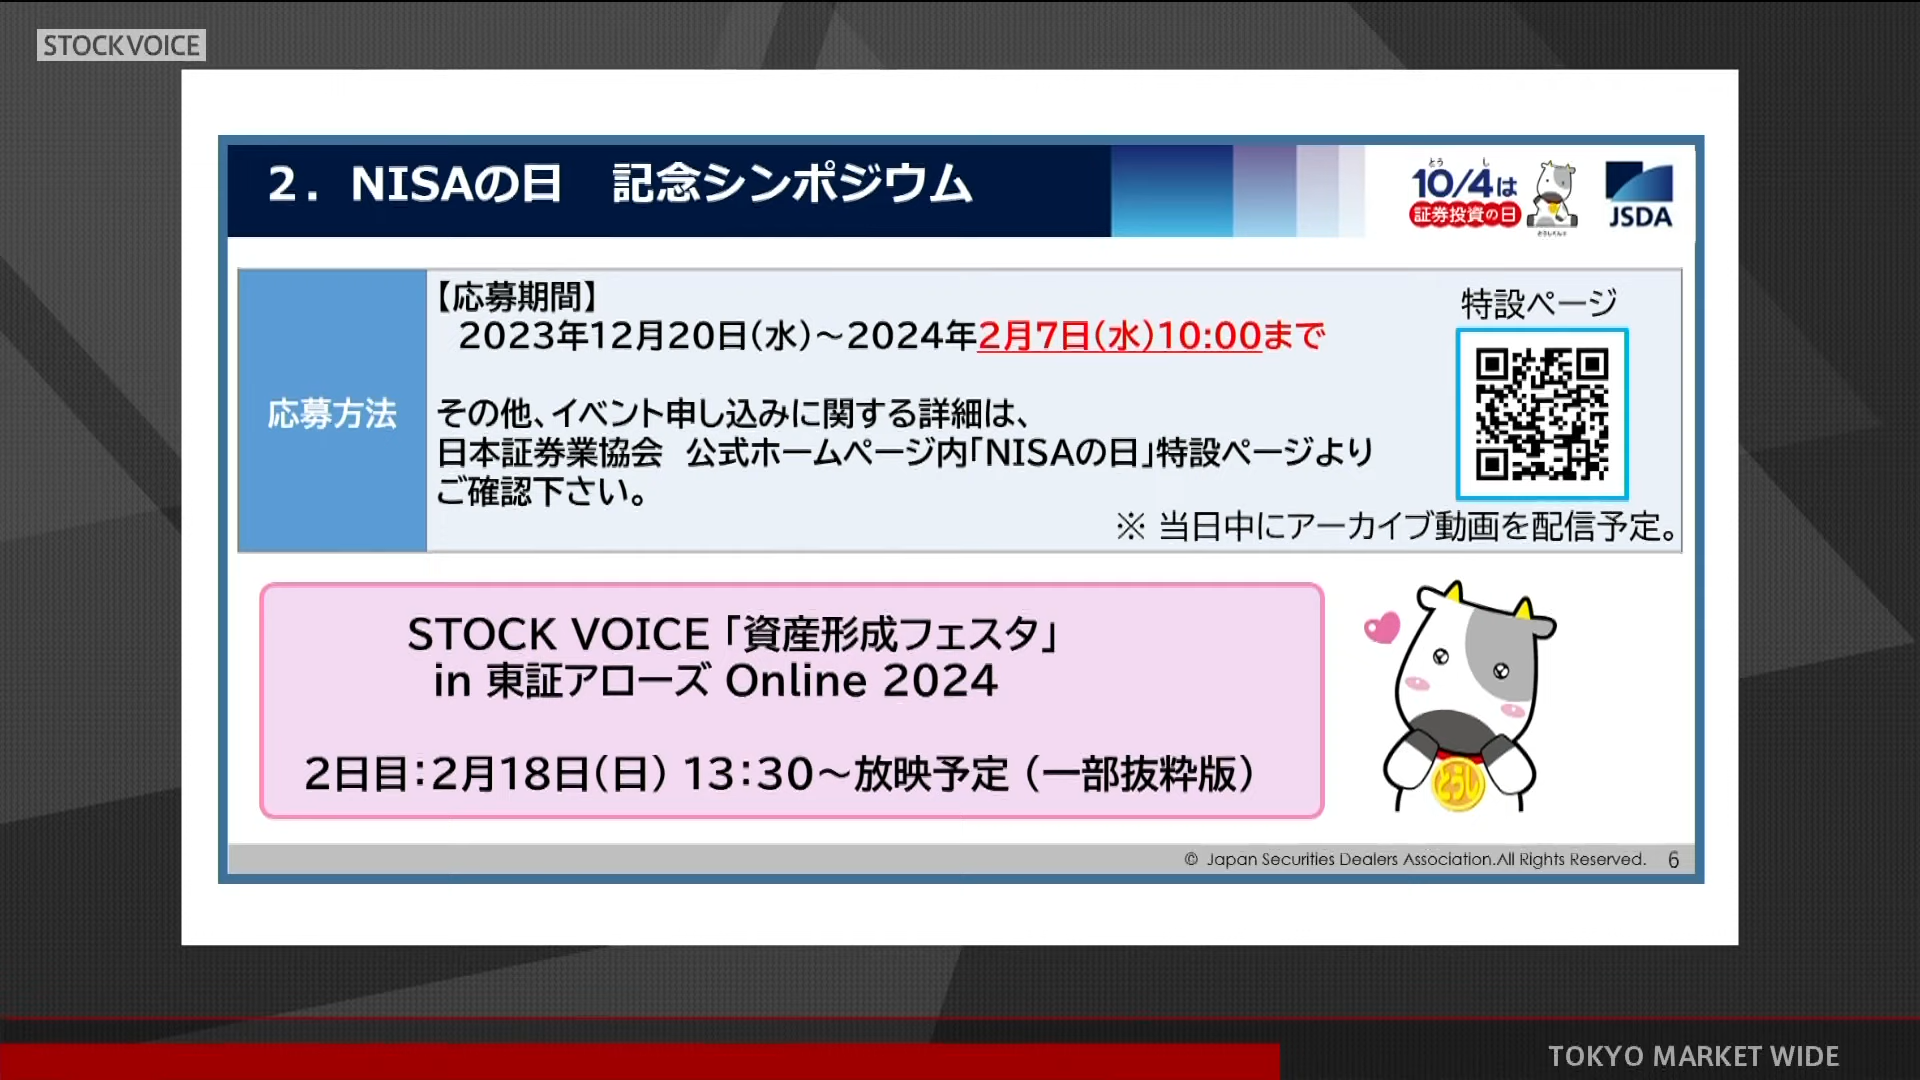 STOCKVOICE
2．NISAの日　記念シンポジウム
とう し
10/4は
証券投資の日
JSDA
応募方法
【応募期間】
2023年12月20日（水）～2024年2月7日（水）10:00まで
その他、イベント申し込みに関する詳細は、
日本証券業協会　公式ホームページ内「NISAの日」特設ページより
ご確認下さい。
特設ページ
※ 当日中にアーカイブ動画を配信予定。
STOCK VOICE「資産形成フェスタ」
in 東証アローズ Online 2024
2日目：2月18日（日） 13：30～放映予定（一部抜粋版）
とうし
© Japan Securities Dealers Association.All Rights Reserved. 6
TOKYO MARKET WIDE